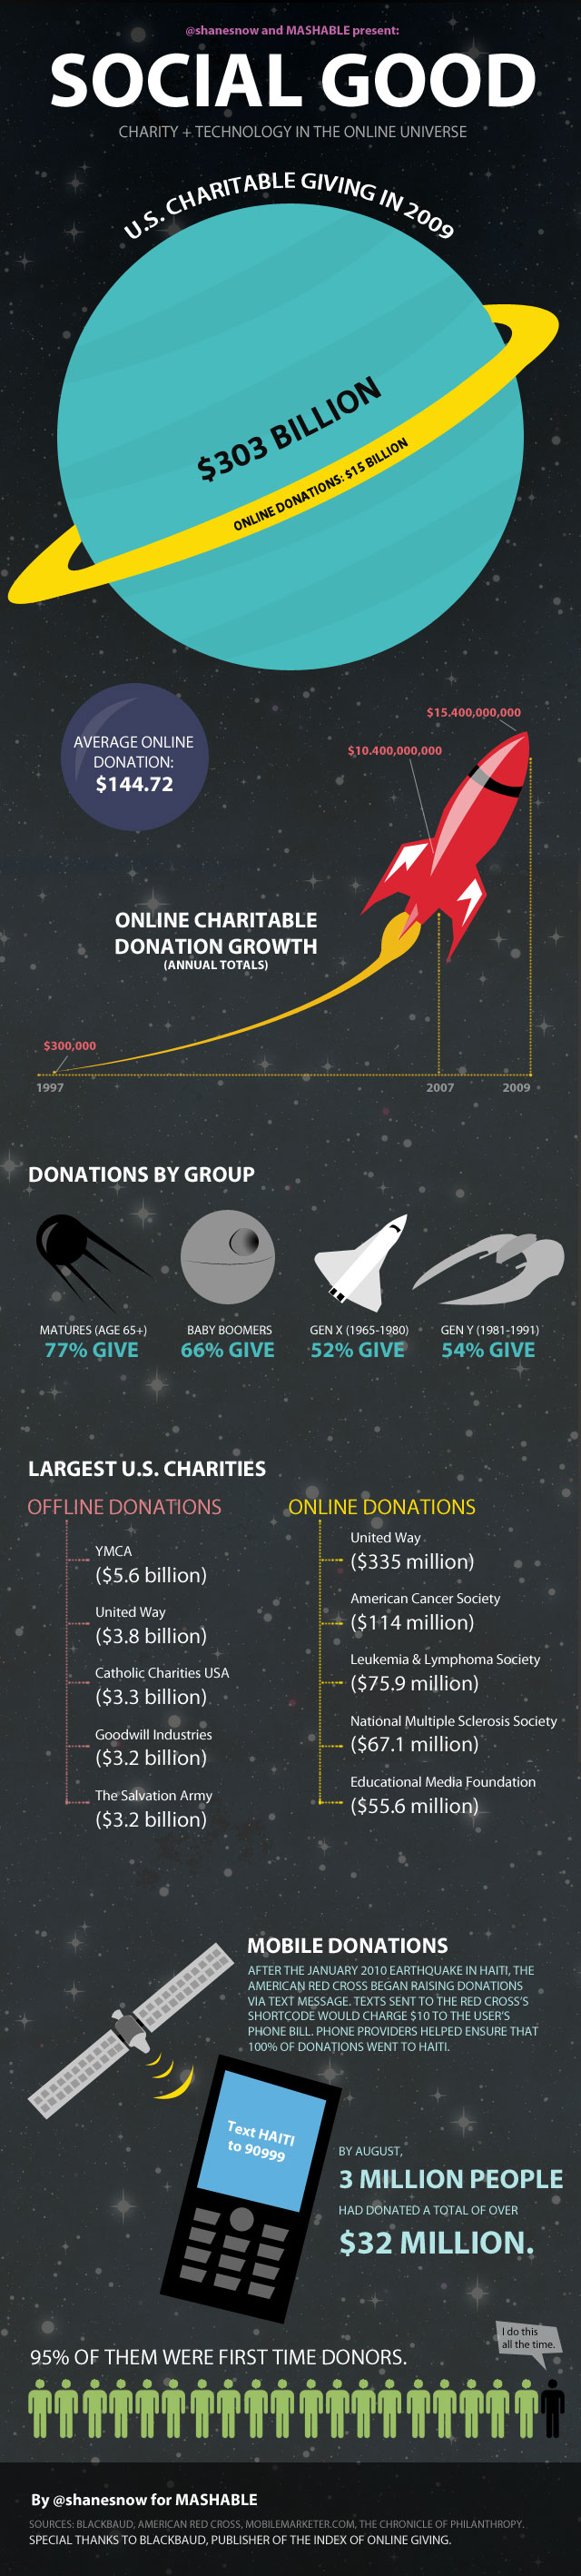 @shanesnow and MASHABLE present:
SOCIAL GOOD
CHARITY + TECHNOLOGY IN THE ONLINE UNIVERSE
U.S. CHARITABLE GIVING IN 2009
$303 BILLION
ONLINE DONATIONS: $15 BILLION
AVERAGE ONLINE
DONATION:
$144.72
$15.400,000,000
$10.400,000,000
ONLINE CHARITABLE
DONATION GROWTH
(ANNUAL TOTALS)
$300,000
1997
2007
2009
DONATIONS BY GROUP
MATURES (AGE 65+)
77% GIVE
BABY BOOMERS
66% GIVE
GEN X (1965-1980)
52% GIVE
GEN Y (1981-1991)
54% GIVE
LARGEST U.S. CHARITIES
OFFLINE DONATIONS
YMCA
($5.6 billion)
United Way
($3.8 billion)
Catholic Charities USA
($3.3 billion)
Goodwill Industries
($3.2 billion)
The Salvation Army
($3.2 billion)
ONLINE DONATIONS
United Way
($335 million)
American Cancer Society
($114 million)
Leukemia & Lymphoma Society
($75.9 million)
National Multiple Sclerosis Society
($67.1 million)
Educational Media Foundation
($55.6 million)
MOBILE DONATIONS
AFTER THE JANUARY 2010 EARTHQUAKE IN HAITI, THE
AMERICAN RED CROSS BEGAN RAISING DONATIONS
VIA TEXT MESSAGE. TEXTS SENT TO THE RED CROSS'S
SHORTCODE WOULD CHARGE $10 TO THE USER'S
PHONE BILL. PHONE PROVIDERS HELPED ENSURE THAT
100% OF DONATIONS WENT TO HAITI.
Text HAITI
to 90999
BY AUGUST,
3 MILLION PEOPLE
HAD DONATED A TOTAL OF OVER
$32 MILLION.
I do this
all the time.
95% OF THEM WERE FIRST TIME DONORS.
By @shanesnow for MASHABLE
SOURCES: BLACKBAUD, AMERICAN RED CROSS, MOBILEMARKETER.COM, THE CHRONICLE OF PHILANTHROPY.
SPECIAL THANKS TO BLACKBAUD, PUBLISHER OF THE INDEX OF ONLINE GIVING.